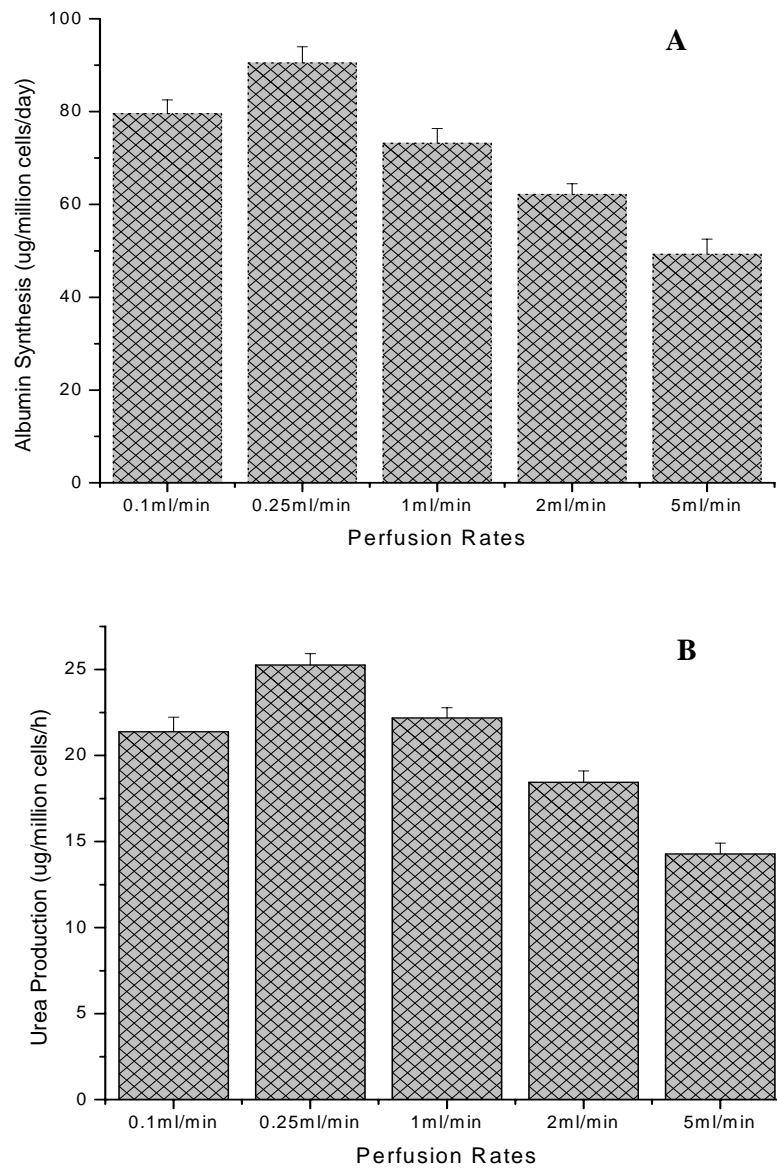 A
Albumin Synthesis (ug/million cells/day)
100
80
60
40
20
0
0.1ml/min 0.25ml/min 1ml/min 2ml/min 5ml/min
Perfusion Rates
B
Urea Production (ug/million cells/h)
25
20
15
10
5
0
0.1ml/min 0.25ml/min 1ml/min 2ml/min 5ml/min
Perfusion Rates